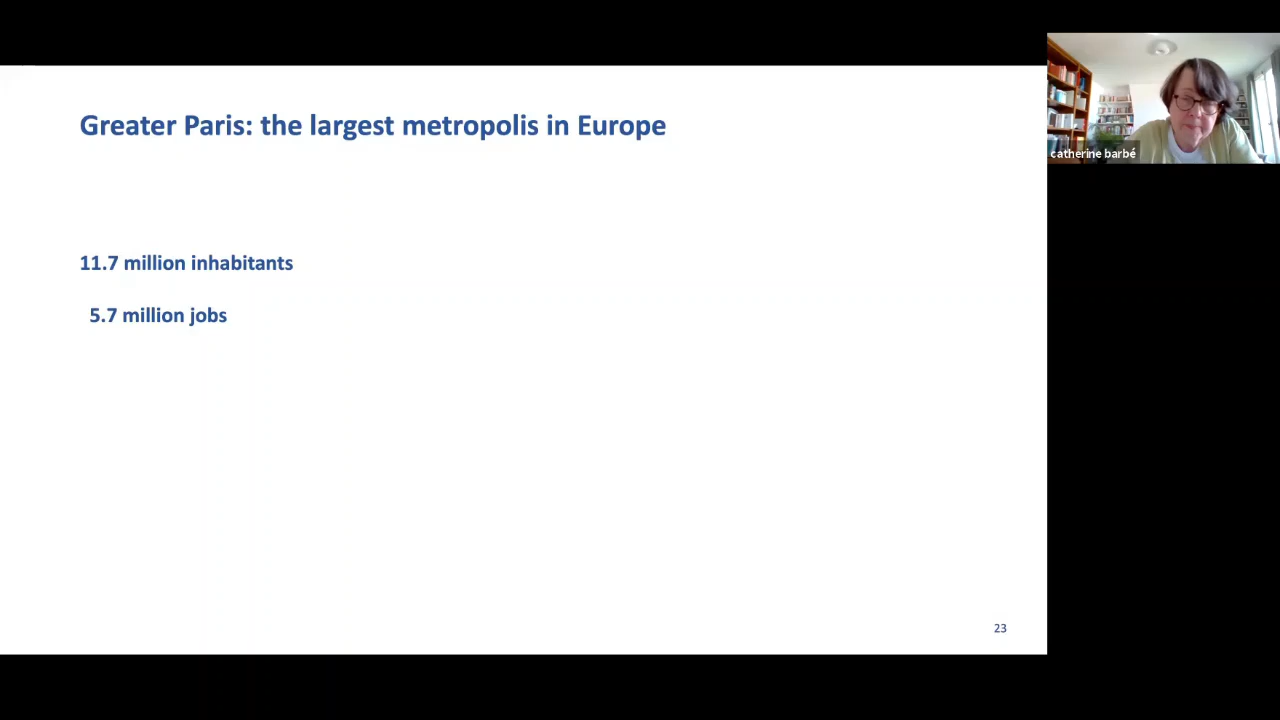 Greater Paris: the largest metropolis in Europe
catherine barbé
11.7 million inhabitants
5.7 million jobs
23